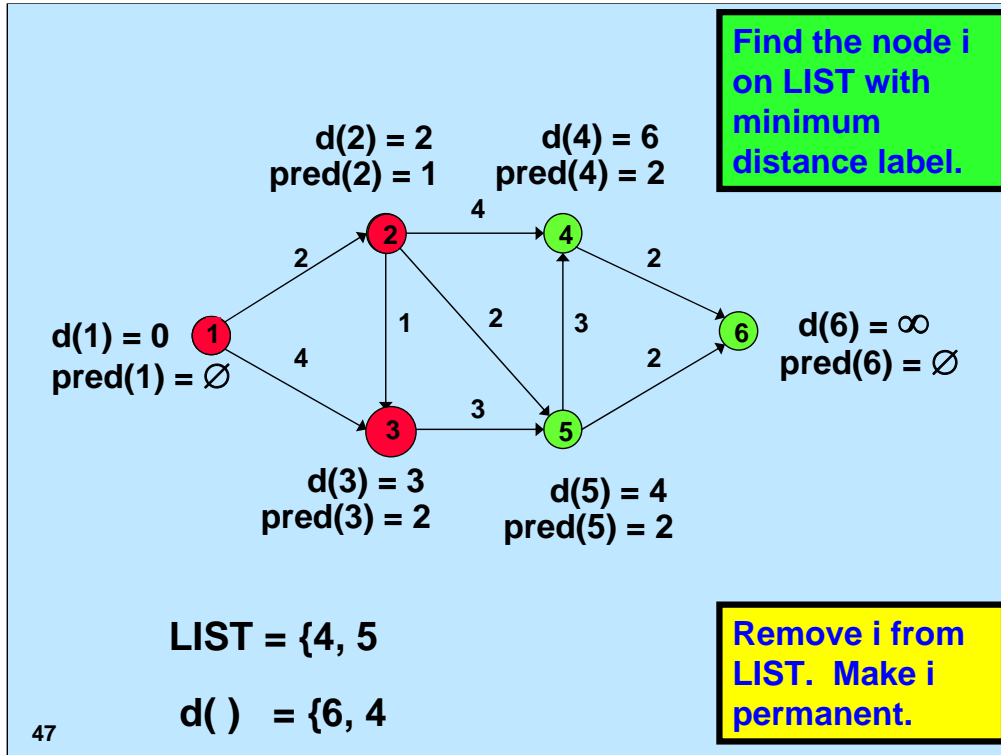 Find the node i
on LIST with
minimum
distance label.
d(2) = 2
pred(2) = 1
d(4) = 6
pred(4) = 2
4
2
4
2
2
1
2
3
1
6
d(1) = 0
pred(1) = ∅
4
2
d(6) = ∞
pred(6) = ∅
3
3
5
d(3) = 3
pred(3) = 2
d(5) = 4
pred(5) = 2
LIST = {4, 5
d( ) = {6, 4
Remove i from
LIST. Make i
permanent.
47